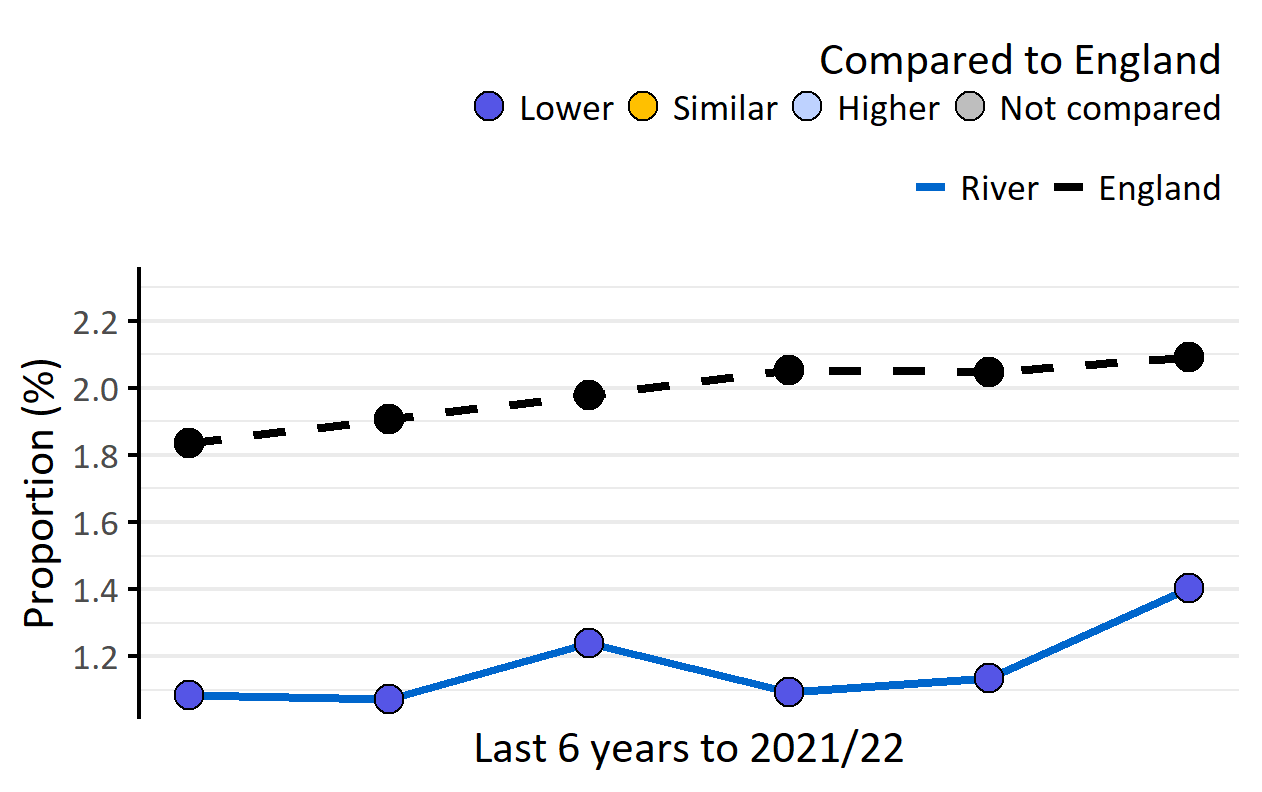 Compared to England
Lower Similar Higher Not compared
River England
2.2
2.0
1.8
1.6
1.4
1.2
Proportion (%)
Last 6 years to 2021/22